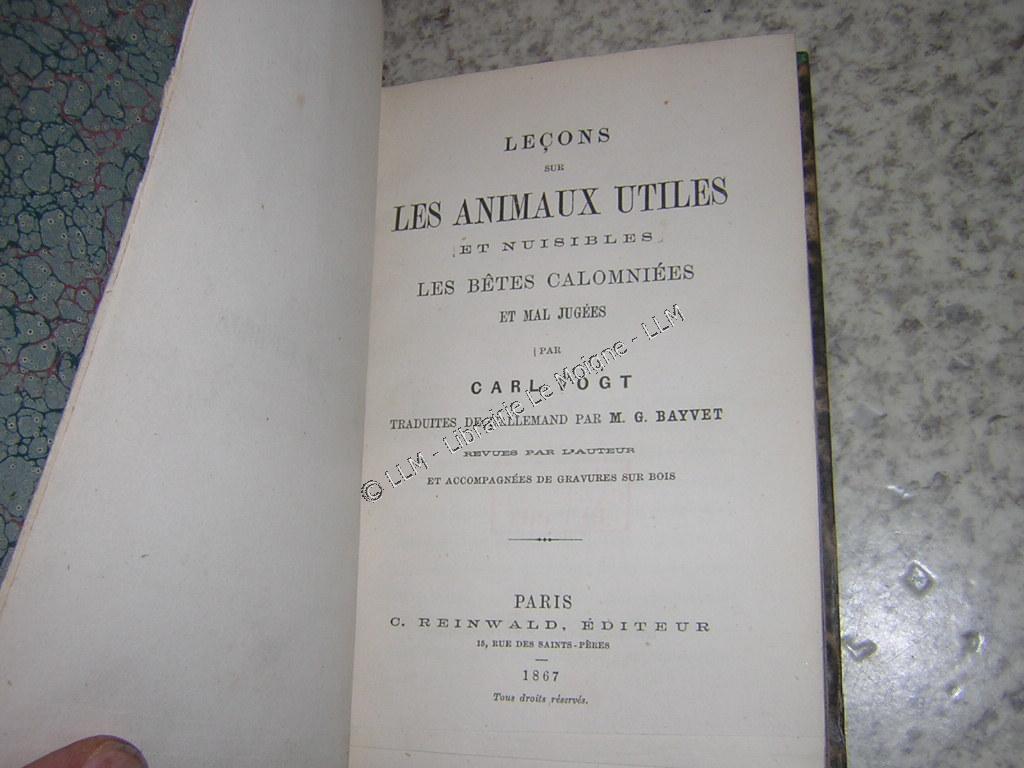 LEÇONS
SUR
LES ANIMAUX UTILES
ET NUISIBLES
LES BÊTES CALOMNIÉES
ET MAL JUGÉES
PAR
CARL VOGT
TRADUITES DE L'ALLEMAND PAR M. G. BAYVET
REVUES PAR L'AUTEUR
ET ACCOMPAGNÉES DE GRAVURES SUR BOIS
PARIS
C. REINWALD, ÉDITEUR
15, RUE DES SAINTS-PÈRES
1867
Tous droits réservés.
© LLM - Librairie Le Moigne - LLM